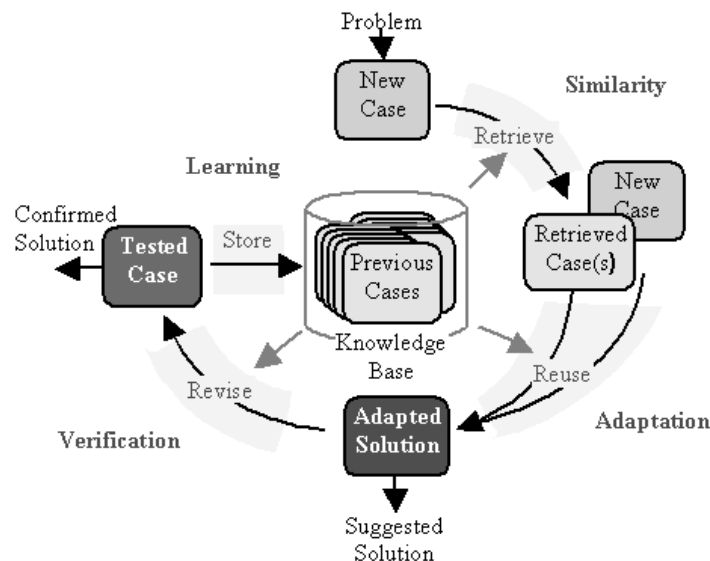 Problem
New
Case
Similarity
Retrieve
Learning
New
Case
Confirmed
Solution
Tested
Case
Store
Previous
Cases
Retrieved
Case(s)
Knowledge
Base
Revise
Reuse
Verification
Adapted
Solution
Adaptation
Suggested
Solution